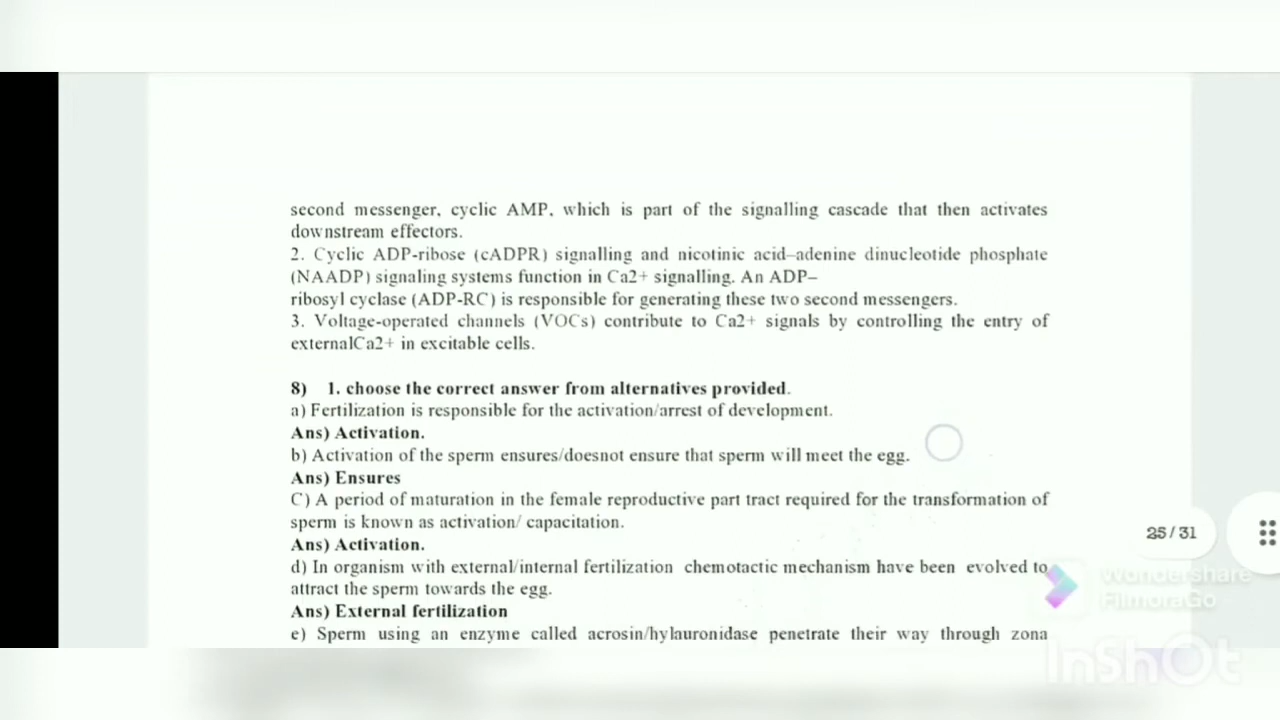 second messenger, cyclic AMP, which is part of the signalling cascade that then activates
downstream effectors.
2. Cyclic ADP-ribose (cADPR) signalling and nicotinic acid–adenine dinucleotide phosphate
(NAADP) signaling systems function in Ca2+ signalling. An ADP–
ribosyl cyclase (ADP-RC) is responsible for generating these two second messengers.
3. Voltage-operated channels (VOCs) contribute to Ca2+ signals by controlling the entry of
externalCa2+ in excitable cells.
8) 1. choose the correct answer from alternatives provided.
a) Fertilization is responsible for the activation/arrest of development.
Ans) Activation.
b) Activation of the sperm ensures/doesnot ensure that sperm will meet the egg.
Ans) Ensures
C) A period of maturation in the female reproductive part tract required for the transformation of
sperm is known as activation/ capacitation.
Ans) Activation.
25 / 31
d) In organism with external/internal fertilization chemotactic mechanism have been evolved to
attract the sperm towards the egg.
Ans) External fertilization
e) Sperm using an enzyme called acrosin/hylauronidase penetrate their way through zona
Wondershare
FilmoraGo
InShOt